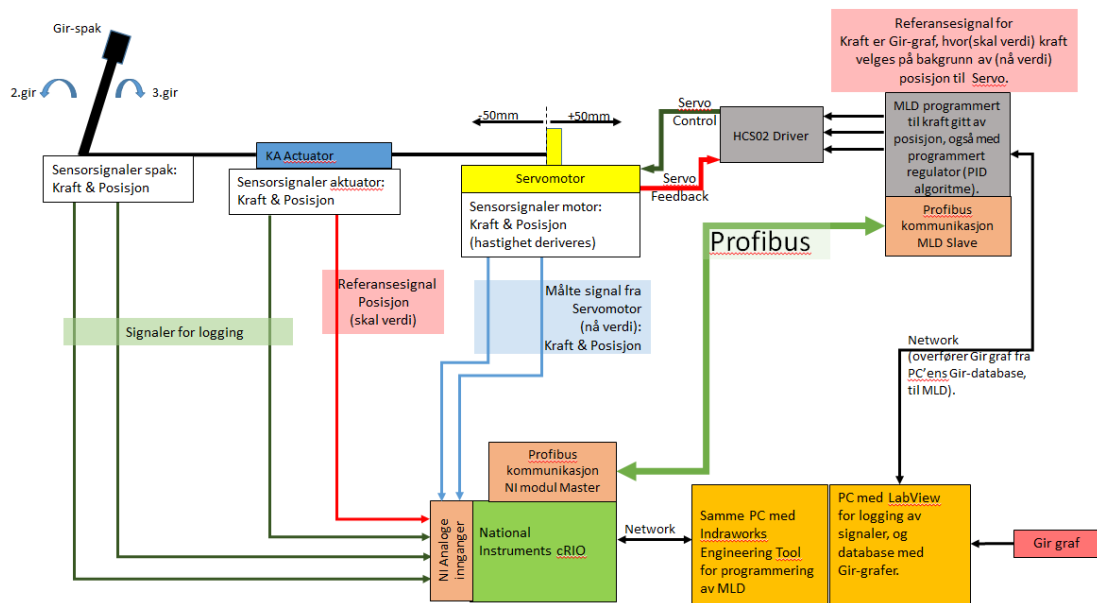 Gir-spak
2.gir
3.gir
KA Actuator
Sensorsignaler spak:
Kraft & Posisjon
Sensorsignaler aktuator:
Kraft & Posisjon
-50mm
+50mm
Servomotor
Sensorsignaler motor:
Kraft & Posisjon
(hastighet deriveres)
Servo
Control
Servo
Feedback
HCS02 Driver
Referansesignal for
Kraft er Gir-graf, hvor(skal verdi) kraft
velges på bakgrunn av (nå verdi)
posisjon til Servo.
MLD programmert
til kraft gitt av
posisjon, også med
programmert
regulator (PID
algoritme).
Profibus
kommunikasjon
MLD Slave
Profibus
Referansesignal
Posisjon
(skal verdi)
Målte signal fra
Servomotor
(nå verdi):
Kraft & Posisjon
Signaler for logging
Network
(overfører Gir graf fra
PC'ens Gir-database,
til MLD).
Profibus
kommunikasjon
NI modul Master
NI Analoge
innganger
National
Instruments cRIO
Network
Samme PC med
Indraworks
Engineering Tool
for programmering
av MLD
PC med LabView
for logging av
signaler, og
database med
Gir-grafer.
Gir graf